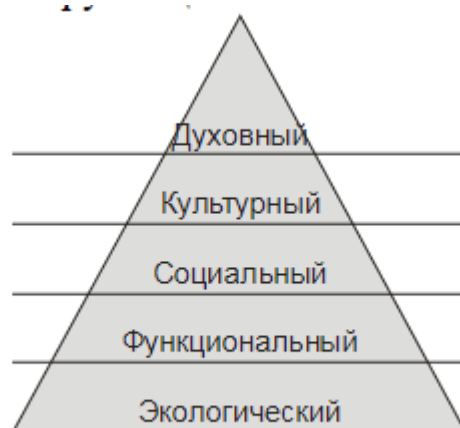 Духовный
Культурный
Социальный
Функциональный
Экологический